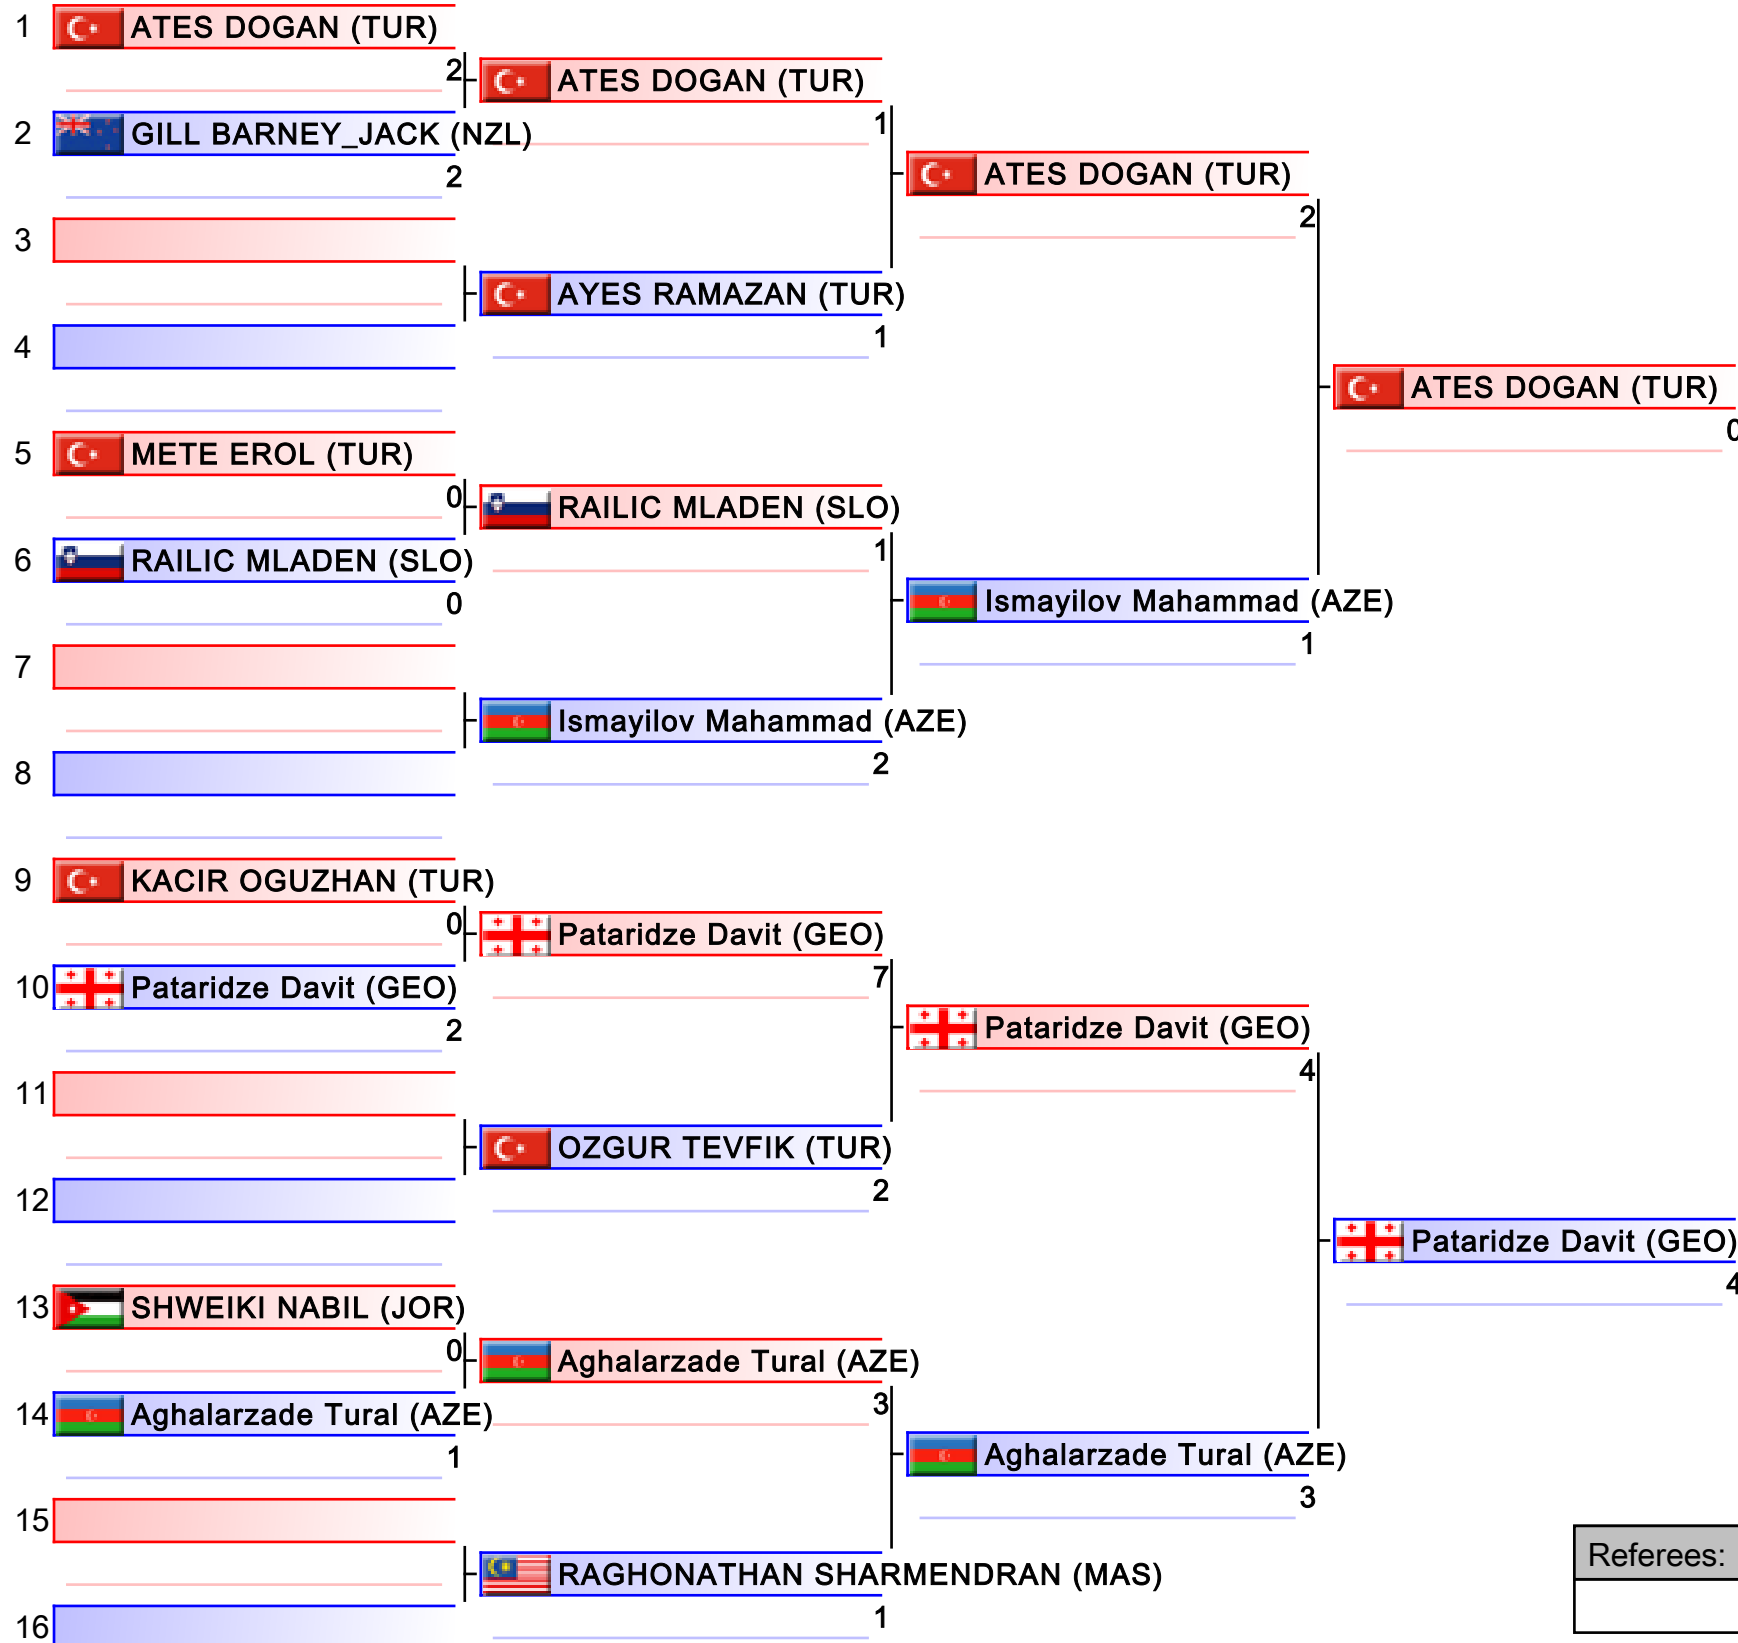 1 ATES DOGAN (TUR)
2 ATES DOGAN (TUR)
2 GILL BARNEY_JACK (NZL)
1
2 ATES DOGAN (TUR)
2
3
AYES RAMAZAN (TUR)
1
4
ATES DOGAN (TUR)
0
5 METE EROL (TUR)
0 RAILIC MLADEN (SLO)
1
6 RAILIC MLADEN (SLO)
0 Ismayilov Mahammad (AZE)
1
7
Ismayilov Mahammad (AZE)
2
8
9 KACIR OGUZHAN (TUR)
0 Pataridze Davit (GEO)
7
10 Pataridze Davit (GEO)
2 Pataridze Davit (GEO)
4
11
OZGUR TEVFIK (TUR)
2
12
Pataridze Davit (GEO)
4
13 SHWEIKI NABIL (JOR)
0 Aghalarzade Tural (AZE)
3
14 Aghalarzade Tural (AZE)
1 Aghalarzade Tural (AZE)
3
15
Referees:
RAGHONATHAN SHARMENDRAN (MAS)
1
16